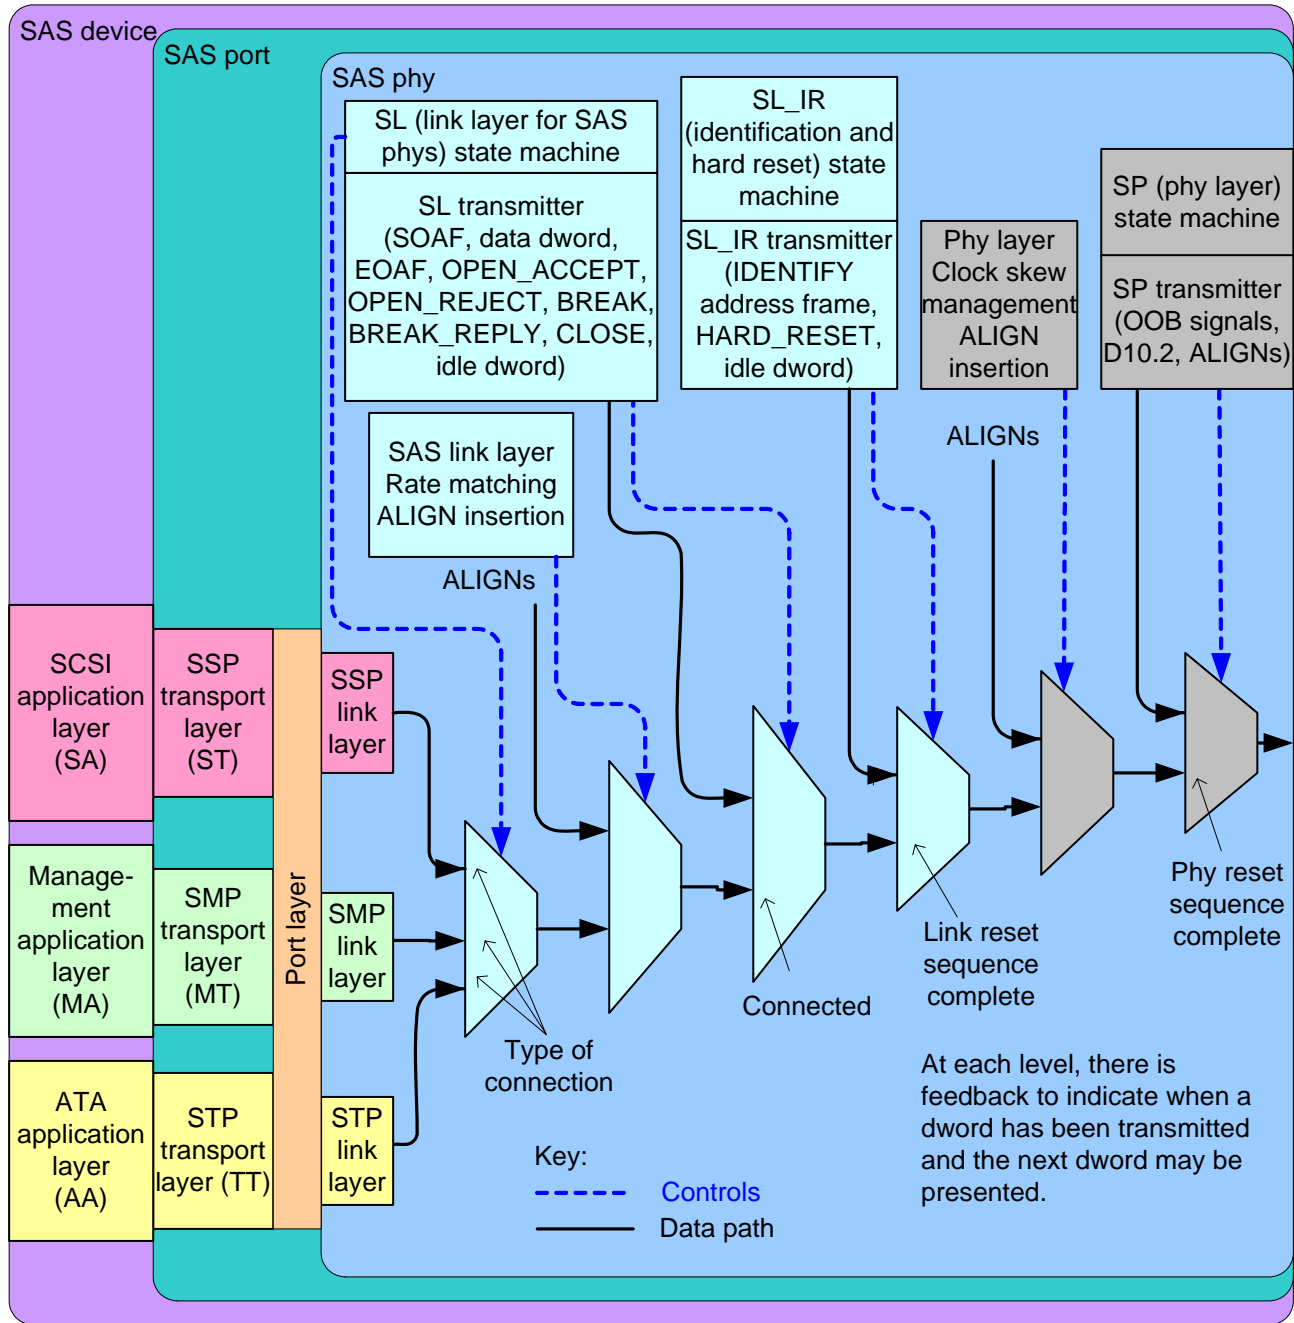 SAS device
SAS port
SAS phy
SL (link layer for SAS
phys) state machine
SL transmitter
(SOAF, data dword,
EOAF, OPEN_ACCEPT,
OPEN_REJECT, BREAK,
BREAK_REPLY, CLOSE,
idle dword)
SL_IR
(identification and
hard reset) state
machine
SL_IR transmitter
(IDENTIFY
address frame,
HARD_RESET,
idle dword)
Phy layer
Clock skew
management
ALIGN
insertion
SP (phy layer)
state machine
SP transmitter
(OOB signals,
D10.2, ALIGNs)
SAS link layer
Rate matching
ALIGN insertion
ALIGNs
ALIGNs
SCSI
application
layer
(SA)
SSP
transport
layer
(ST)
SSP
link
layer
Manage-
ment
application
layer
(MA)
SMP
transport
layer
(MT)
Port layer
SMP
link
layer
ATA
application
layer
(AA)
STP
transport
layer (TT)
STP
link
layer
Type of
connection
Connected
Link reset
sequence
complete
Phy reset
sequence
complete
At each level, there is
feedback to indicate when a
dword has been transmitted
and the next dword may be
presented.
Key:
Controls
Data path